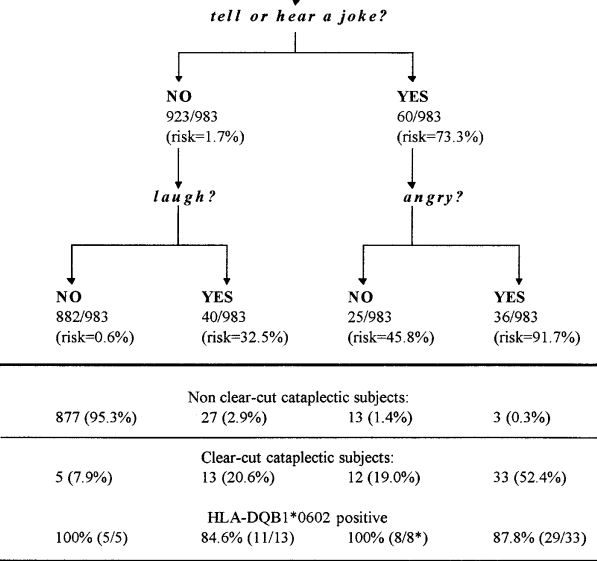 tell or hear a joke?
NO YES
923/983 60/983
(risk=1.7%) (risk=73.3%)
laugh? angry?
NO YES NO YES
882/983 40/983 25/983 36/983
(risk=0.6%) (risk=32.5%) (risk=45.8%) (risk=91.7%)
Non clear-cut cataplectic subjects:
877 (95.3%) 27 (2.9%) 13 (1.4%) 3 (0.3%)
Clear-cut cataplectic subjects:
5 (7.9%) 13 (20.6%) 12 (19.0%) 33 (52.4%)
HLA-DQB1*0602 positive
100% (5/5) 84.6% (11/13) 100% (8/8*) 87.8% (29/33)